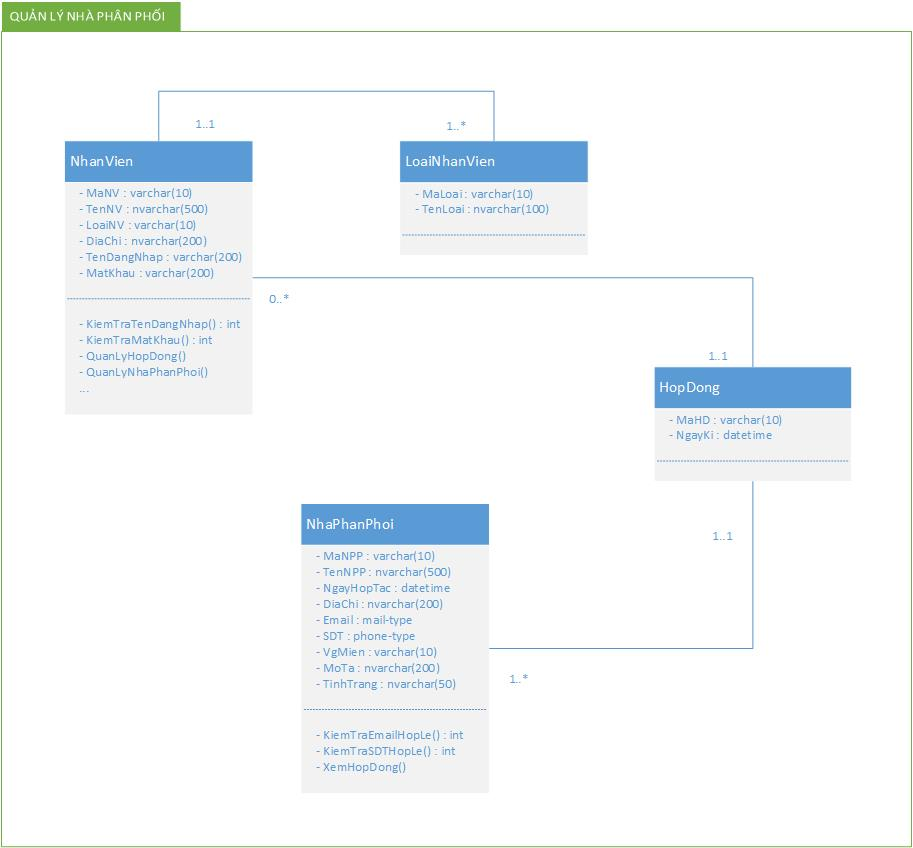 QUẢN LÝ NHÀ PHÂN PHỐI
1..1
1..*
NhanVien
- MaNV : varchar(10)
- TenNV : nvarchar(500)
- LoaiNV : varchar(10)
- DiaChi : nvarchar(200)
- TenDangNhap : varchar(200)
- MatKhau : varchar(200)
- KiemTraTenDangNhap() : int
- KiemTraMatKhau() : int
- QuanLyHopDong()
- QuanLyNhaPhanPhoi()
...
LoaiNhanVien
- MaLoai : varchar(10)
- TenLoai : nvarchar(100)
0..*
1..1
HopDong
- MaHD : varchar(10)
- NgayKi : datetime
1..1
NhaPhanPhoi
- MaNPP : varchar(10)
- TenNPP : nvarchar(500)
- NgayHopTac : datetime
- DiaChi : nvarchar(200)
- Email : mail-type
- SDT : phone-type
- VgMien : varchar(10)
- MoTa : nvarchar(200)
- TinhTrang : nvarchar(50)
- KiemTraEmailHopLe() : int
- KiemTraSDTHopLe() : int
- XemHopDong()
1..*